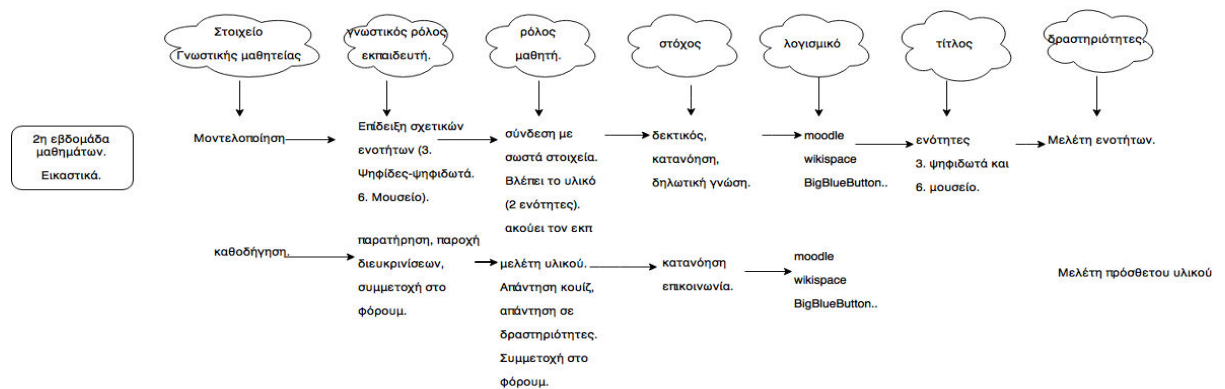 Στοιχείο
Γνωστικής μαθητείας
γνωστικός ρόλος
εκπαιδευτή.
ρόλος
μαθητή.
στόχος
λογισμικό
τίτλος
δραστηριότητες.
2η εβδομάδα
μαθημάτων.
Εικαστικά.
Μοντελοποίηση
Επίδειξη σχετικών
ενοτήτων (3.
Ψηφίδες-ψηφιδωτά.
6. Μουσείο).
σύνδεση με
σωστά στοιχεία.
Βλέπει το υλικό
(2 ενότητες).
ακούει τον εκπ
δεκτικός,
κατανόηση,
δηλωτική γνώση.
moodle
wikispace
BigBlueButton..
ενότητες
3. ψηφιδωτά και
6. μουσείο.
Μελέτη ενοτήτων.
καθοδήγηση.
παρατήρηση, παροχή
διευκρινίσεων,
συμμετοχή στο
φόρουμ.
μελέτη υλικού.
Απάντηση κουίζ,
απάντηση σε
δραστηριότητες.
Συμμετοχή στο
φόρουμ.
κατανόηση
επικοινωνία.
moodle
wikispace
BigBlueButton..
Μελέτη πρόσθετου υλικού